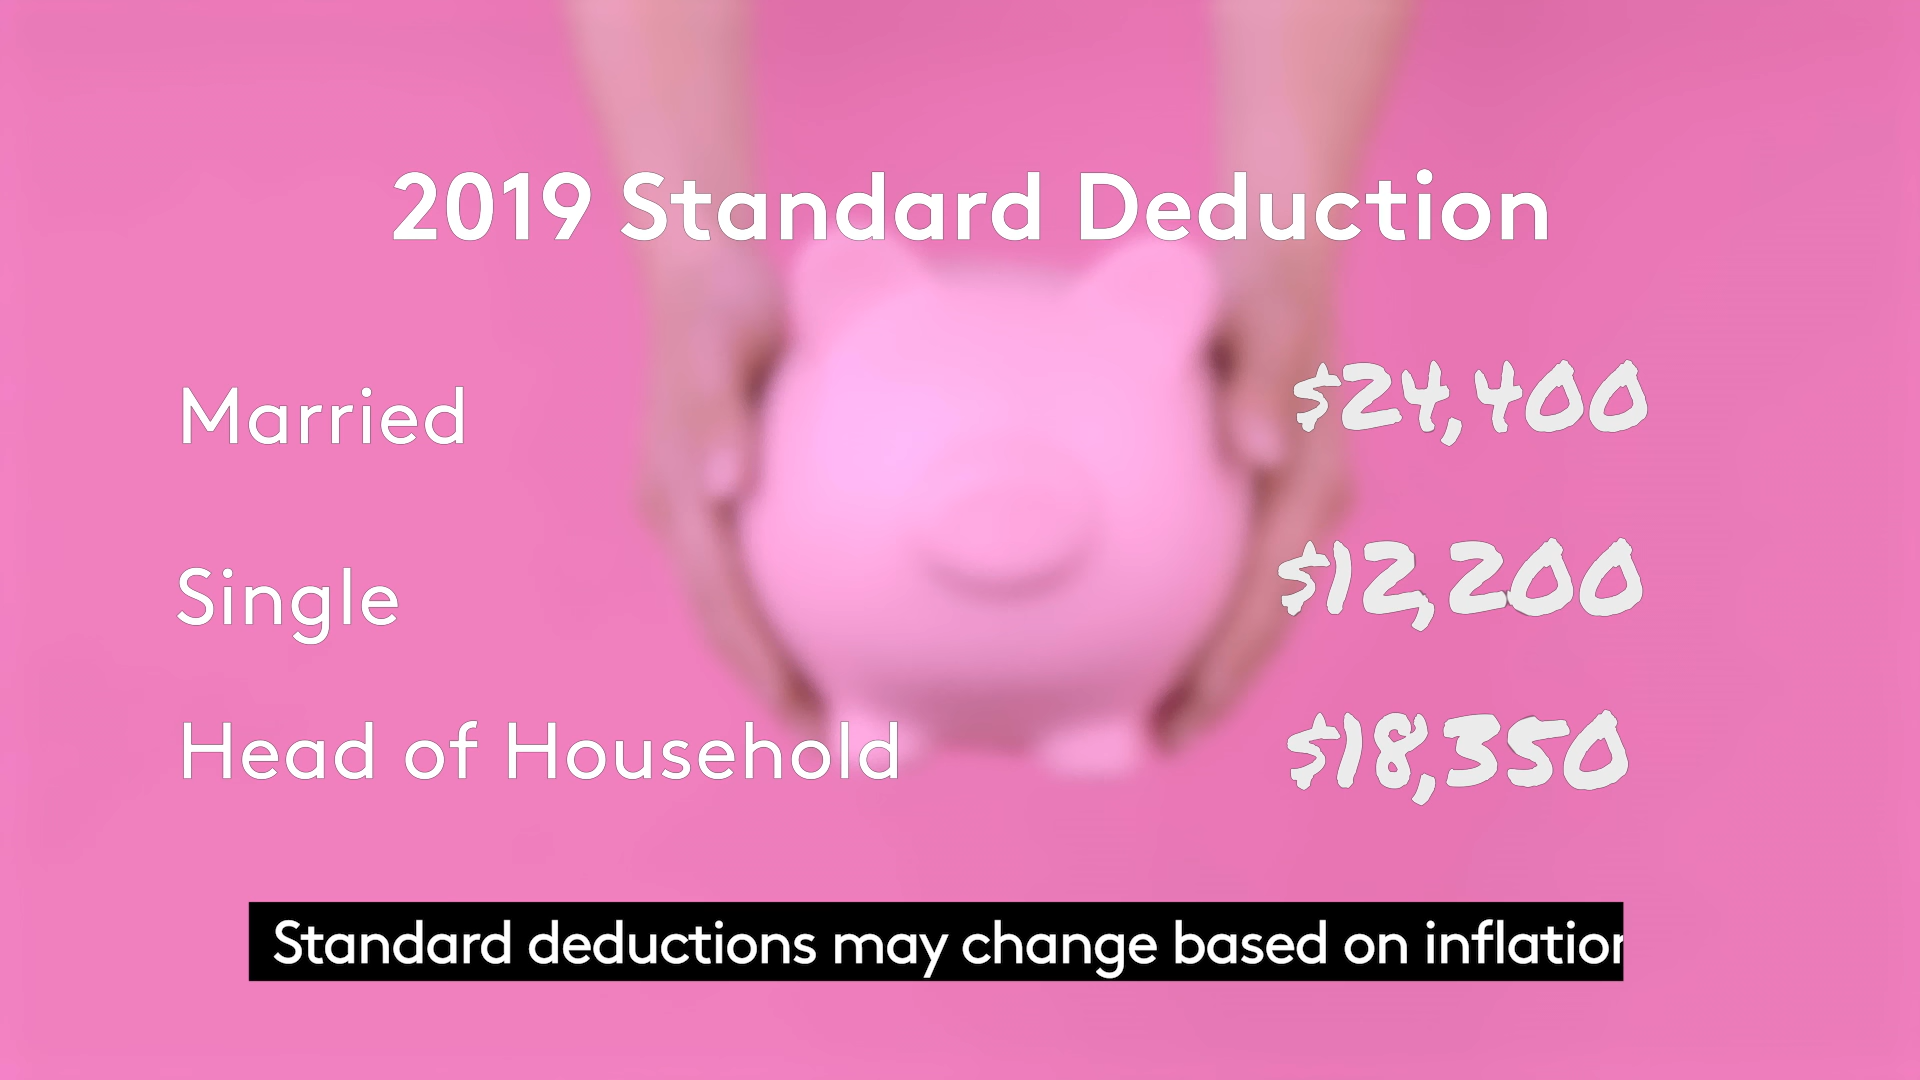 2019 Standard Deduction
Married $24,400
Single $12,200
Head of Household $18,350
Standard deductions may change based on inflation